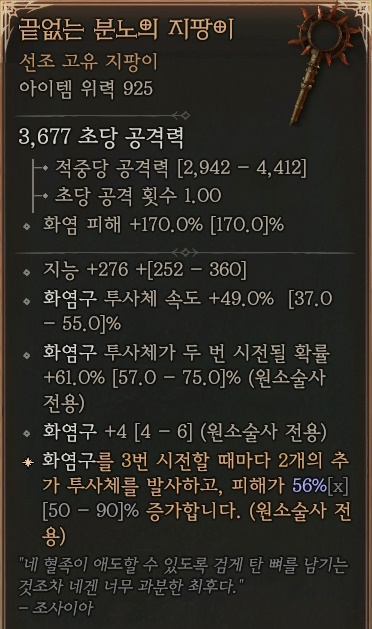 끝없는 분노의 지팡이
선조 고유 지팡이
아이템 위력 925
3,677 초당 공격력
적중당 공격력 [2,942 - 4,412]
초당 공격 횟수 1.00
화염 피해 +170.0% [170.0]%
지능 +276 +[252 - 360]
화염구 투사체 속도 +49.0% [37.0
- 55.0]%
화염구 투사체가 두 번 시전될 확률
+61.0% [57.0 - 75.0]% (원소술사
전용)
화염구 +4 [4 - 6] (원소술사 전용)
화염구를 3번 시전할 때마다 2개의 추
가 투사체를 발사하고, 피해가 56%[x]
[50 - 90]% 증가합니다. (원소술사 전
용)
"네 혈족이 애도할 수 있도록 검게 탄 뼈를 남기는
것조차 네겐 너무 과분한 최후다."
- 조사이아